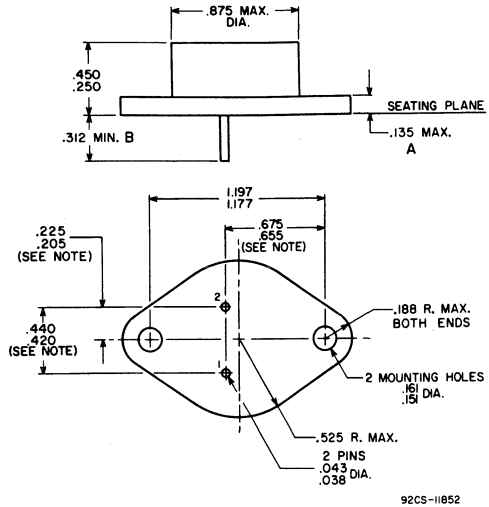 .875 MAX.
DIA.
.450
.250
SEATING PLANE
.312 MIN. B
.135 MAX.
A
1.197
1.177
.675
.655
(SEE NOTE)
.225
.205
(SEE NOTE)
2
.188 R. MAX.
BOTH ENDS
.440
.420
(SEE NOTE)
1
2 MOUNTING HOLES
.161
.151 DIA.
.525 R. MAX.
2 PINS
.043
.038 DIA.
92CS-11852